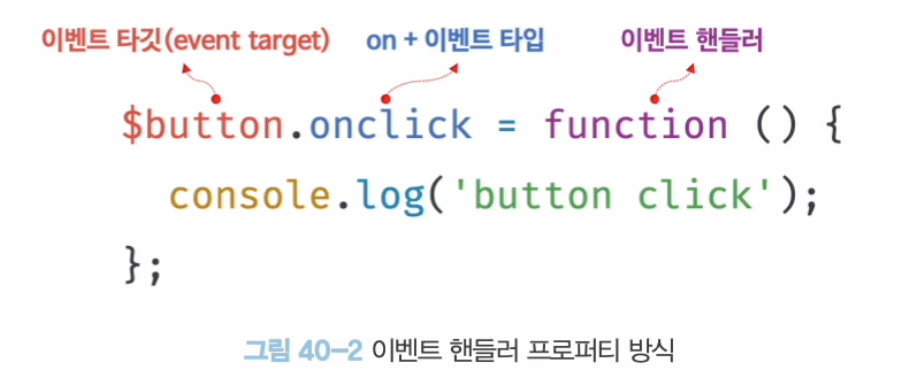 이벤트 타깃(event target) on + 이벤트 타입 이벤트 핸들러
$button.onclick = function () {
  console.log('button click');
};
그림 40-2 이벤트 핸들러 프로퍼티 방식